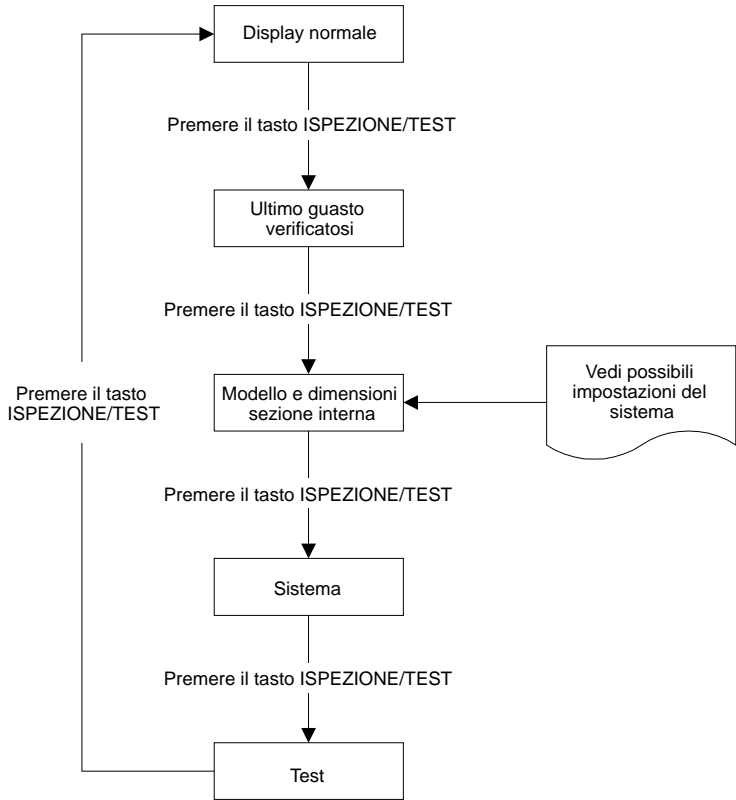 Display normale
Premere il tasto ISPEZIONE/TEST
Ultimo guasto
verificatosi
Premere il tasto ISPEZIONE/TEST
Modello e dimensioni
sezione interna
Vedi possibili
impostazioni del
sistema
Premere il tasto
ISPEZIONE/TEST
Premere il tasto ISPEZIONE/TEST
Sistema
Premere il tasto ISPEZIONE/TEST
Test